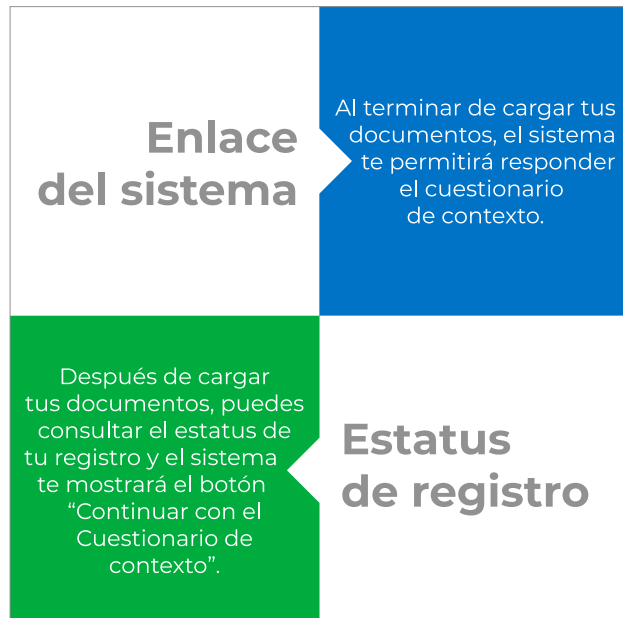 Enlace
del sistema
Al terminar de cargar tus
documentos, el sistema
te permitirá responder
el cuestionario
de contexto.
Después de cargar
tus documentos, puedes
consultar el estatus de
tu registro y el sistema
te mostrará el botón
“Continuar con el
Cuestionario de
contexto”.
Estatus
de registro